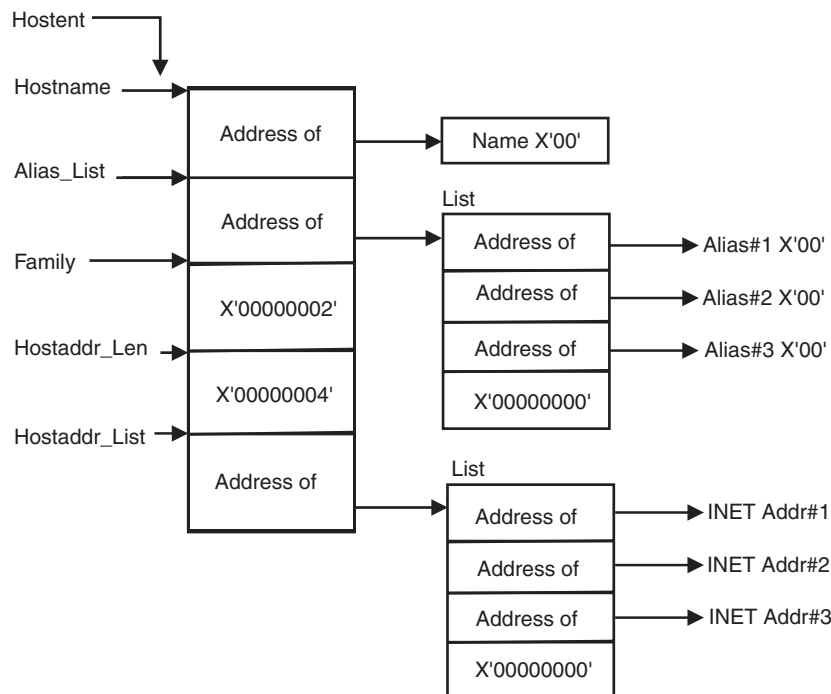 Hostent
Hostname
Address of
Name X'00'
Alias_List
List
Address of
Address of
Alias#1 X'00'
Family
Address of
Alias#2 X'00'
X'00000002'
Hostaddr_Len
Address of
Alias#3 X'00'
X'00000004'
X'00000000'
Hostaddr_List
List
Address of
Address of
INET Addr#1
Address of
INET Addr#2
Address of
INET Addr#3
X'00000000'